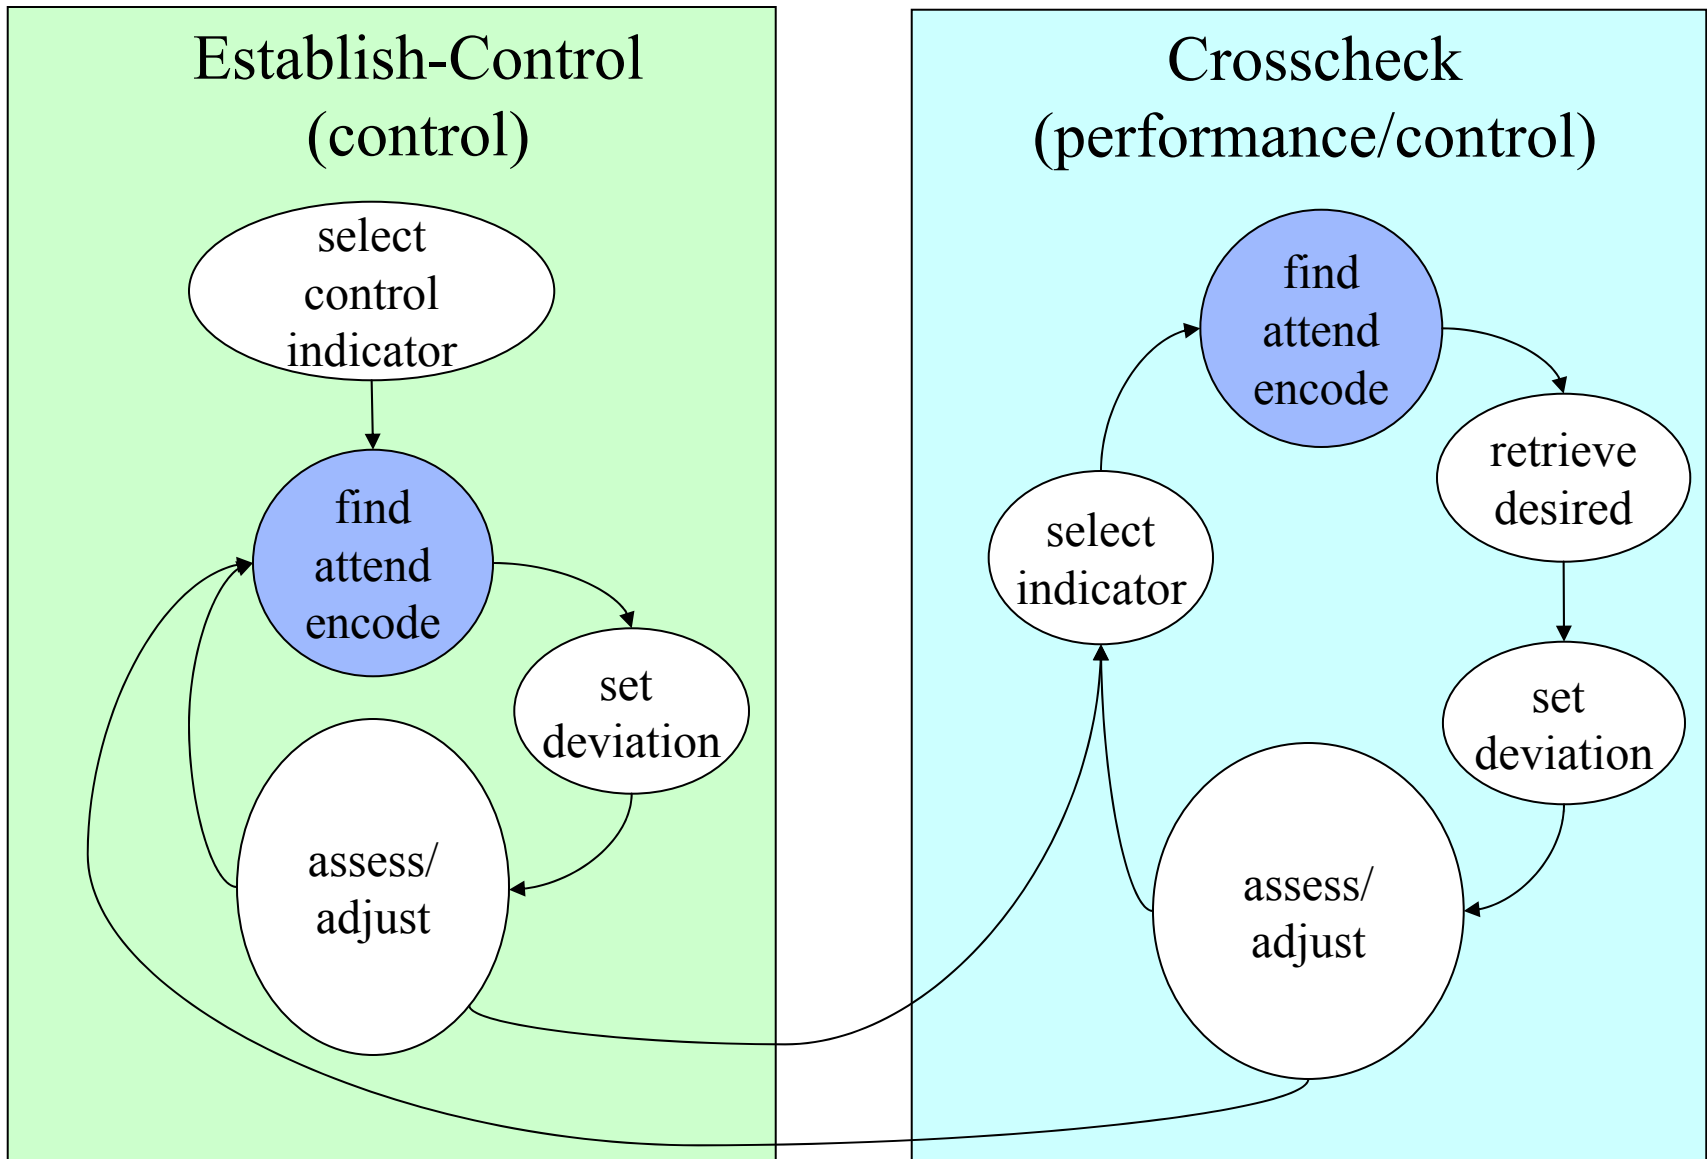 Establish-Control
(control)
select
control
indicator
find
attend
encode
set
deviation
assess/
adjust
Crosscheck
(performance/control)
find
attend
encode
retrieve
desired
select
indicator
set
deviation
assess/
adjust